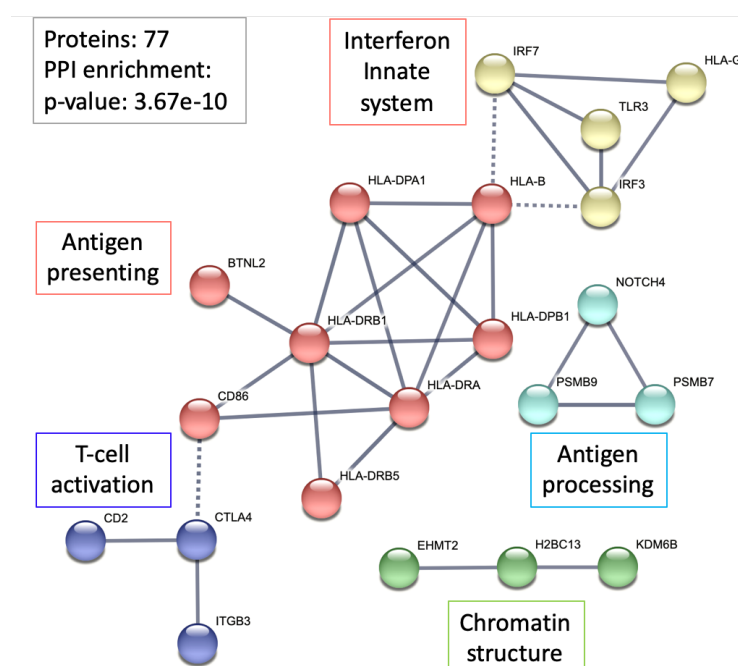 Proteins: 77
PPI enrichment:
p-value: 3.67e-10
Interferon
Innate
system
IRF7
HLA-G
TLR3
IRF3
HLA-DPA1
HLA-B
Antigen
presenting
BTNL2
NOTCH4
HLA-DRB1
HLA-DPB1
HLA-DRA
PSMB9
PSMB7
CD86
T-cell
activation
Antigen
processing
HLA-DRB5
CD2
CTLA4
EHMT2
H2BC13
KDM6B
ITGB3
Chromatin
structure